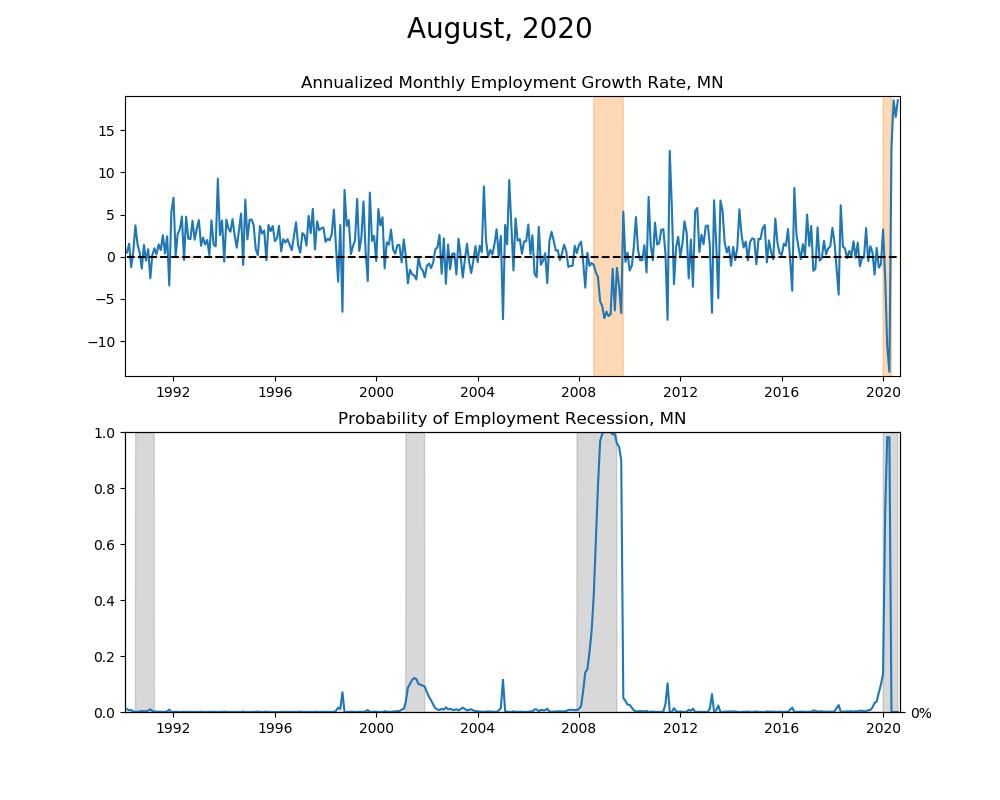 August, 2020
Annualized Monthly Employment Growth Rate, MN
15
10
5
0
−5
−10
1992 1996 2000 2004 2008 2012 2016 2020
Probability of Employment Recession, MN
1.0
0.8
0.6
0.4
0.2
0.0
0%
1992 1996 2000 2004 2008 2012 2016 2020